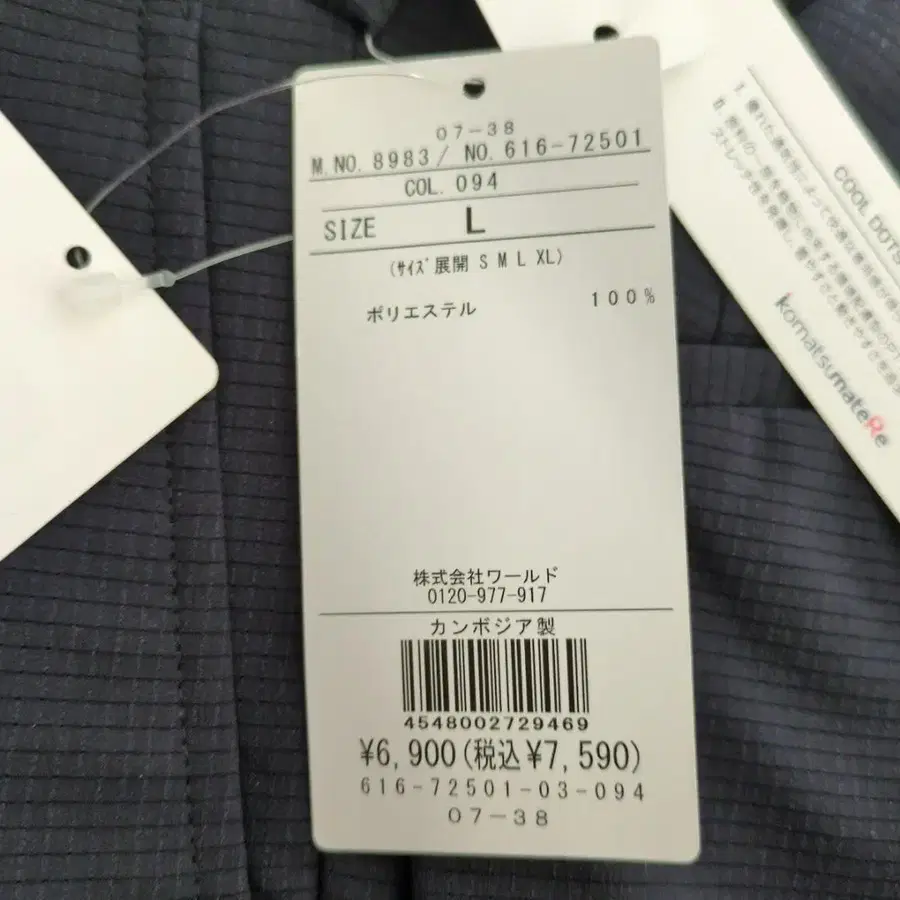 07-38
M.NO. 8983/ NO. 616-72501
COL. 094
SIZE L
(ｻｲｽﾞ展開 S M L XL)
ポリエステル 100%
株式会社ワールド
0120-977-917
カンボジア製
4548002729469
¥6,900(税込¥7,590)
616-72501-03-094
07-38
COOL DOTS
komatsumateRe